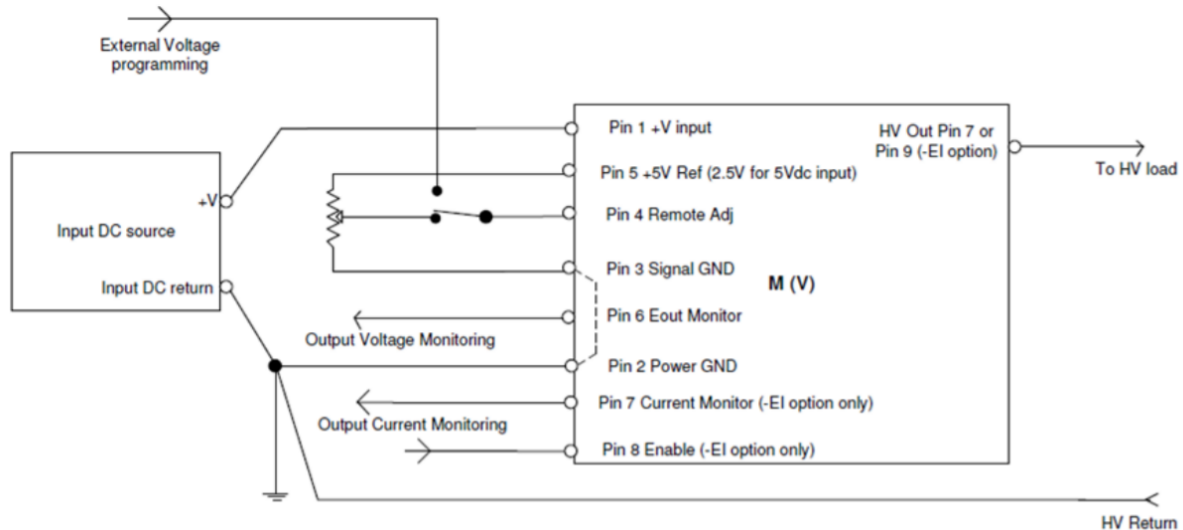 External Voltage
programming
Pin 1 +V input
HV Out Pin 7 or
Pin 9 (-EI option)
To HV load
Pin 5 +5V Ref (2.5V for 5Vdc input)
+V
Pin 4 Remote Adj
Input DC source
Pin 3 Signal GND
M (V)
Input DC return
Pin 6 Eout Monitor
Output Voltage Monitoring
Pin 2 Power GND
Pin 7 Current Monitor (-EI option only)
Output Current Monitoring
Pin 8 Enable (-EI option only)
HV Return